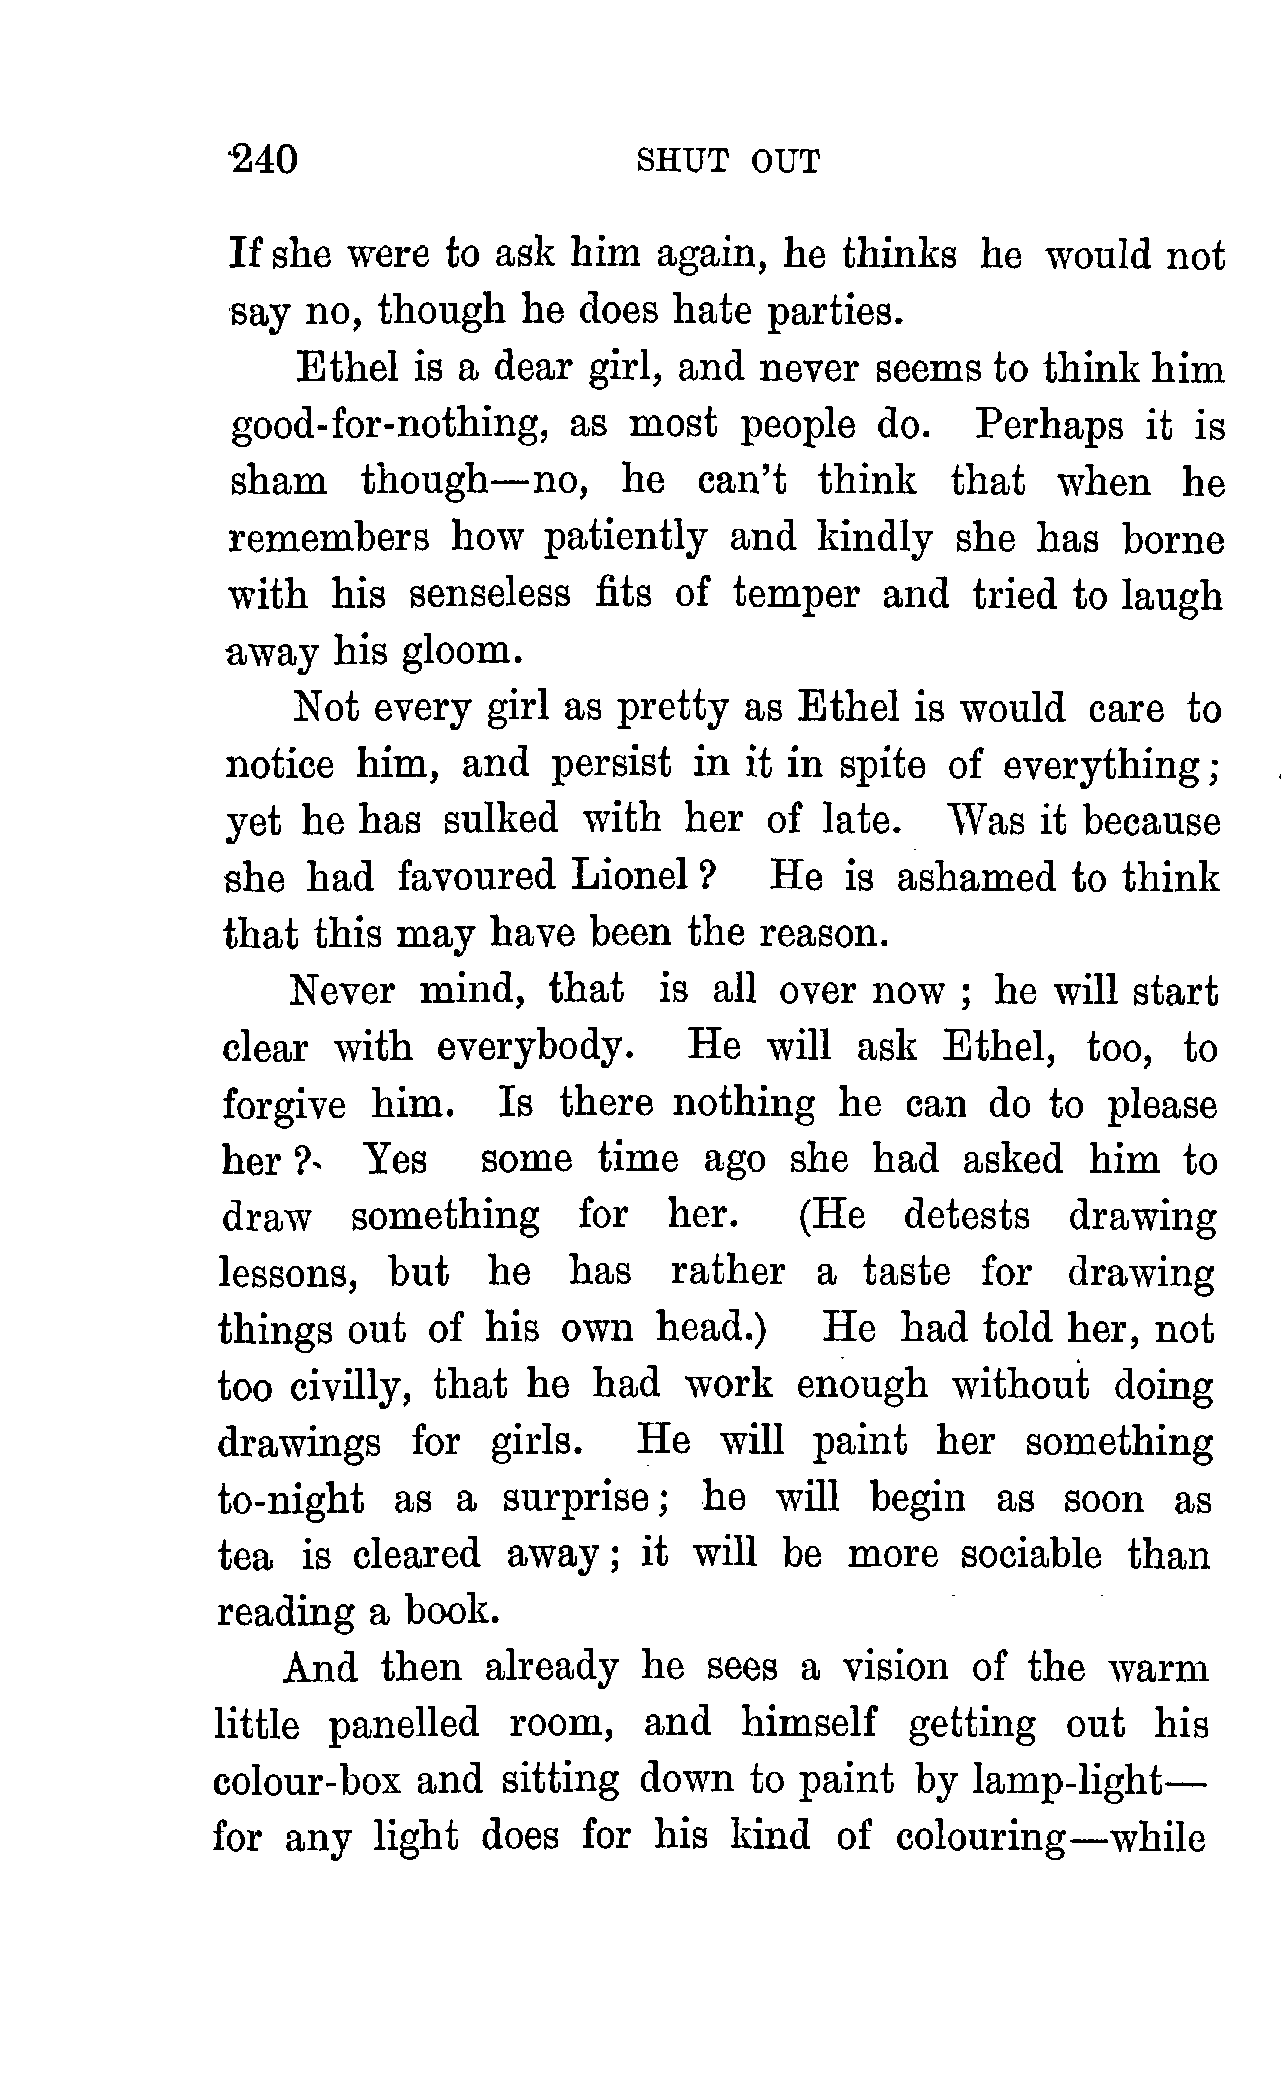 240 SHUT OUT
If she were to ask him again, he thinks he would not
say no, though he does hate parties.
Ethel is a dear girl, and never seems to think him
good-for-nothing, as most people do. Perhaps it is
sham though—no, he can't think that when he
remembers how patiently and kindly she has borne
with his senseless fits of temper and tried to laugh
away his gloom.
Not every girl as pretty as Ethel is would care to
notice him, and persist in it in spite of everything;
yet he has sulked with her of late. Was it because
she had favoured Lionel? He is ashamed to think
that this may have been the reason.
Never mind, that is all over now; he will start
clear with everybody. He will ask Ethel, too, to
forgive him. Is there nothing he can do to please
her? Yes some time ago she had asked him to
draw something for her. (He detests drawing
lessons, but he has rather a taste for drawing
things out of his own head.) He had told her, not
too civilly, that he had work enough without doing
drawings for girls. He will paint her something
to-night as a surprise; he will begin as soon as
tea is cleared away; it will be more sociable than
reading a book.
And then already he sees a vision of the warm
little panelled room, and himself getting out his
colour-box and sitting down to paint by lamp-light—
for any light does for his kind of colouring—while